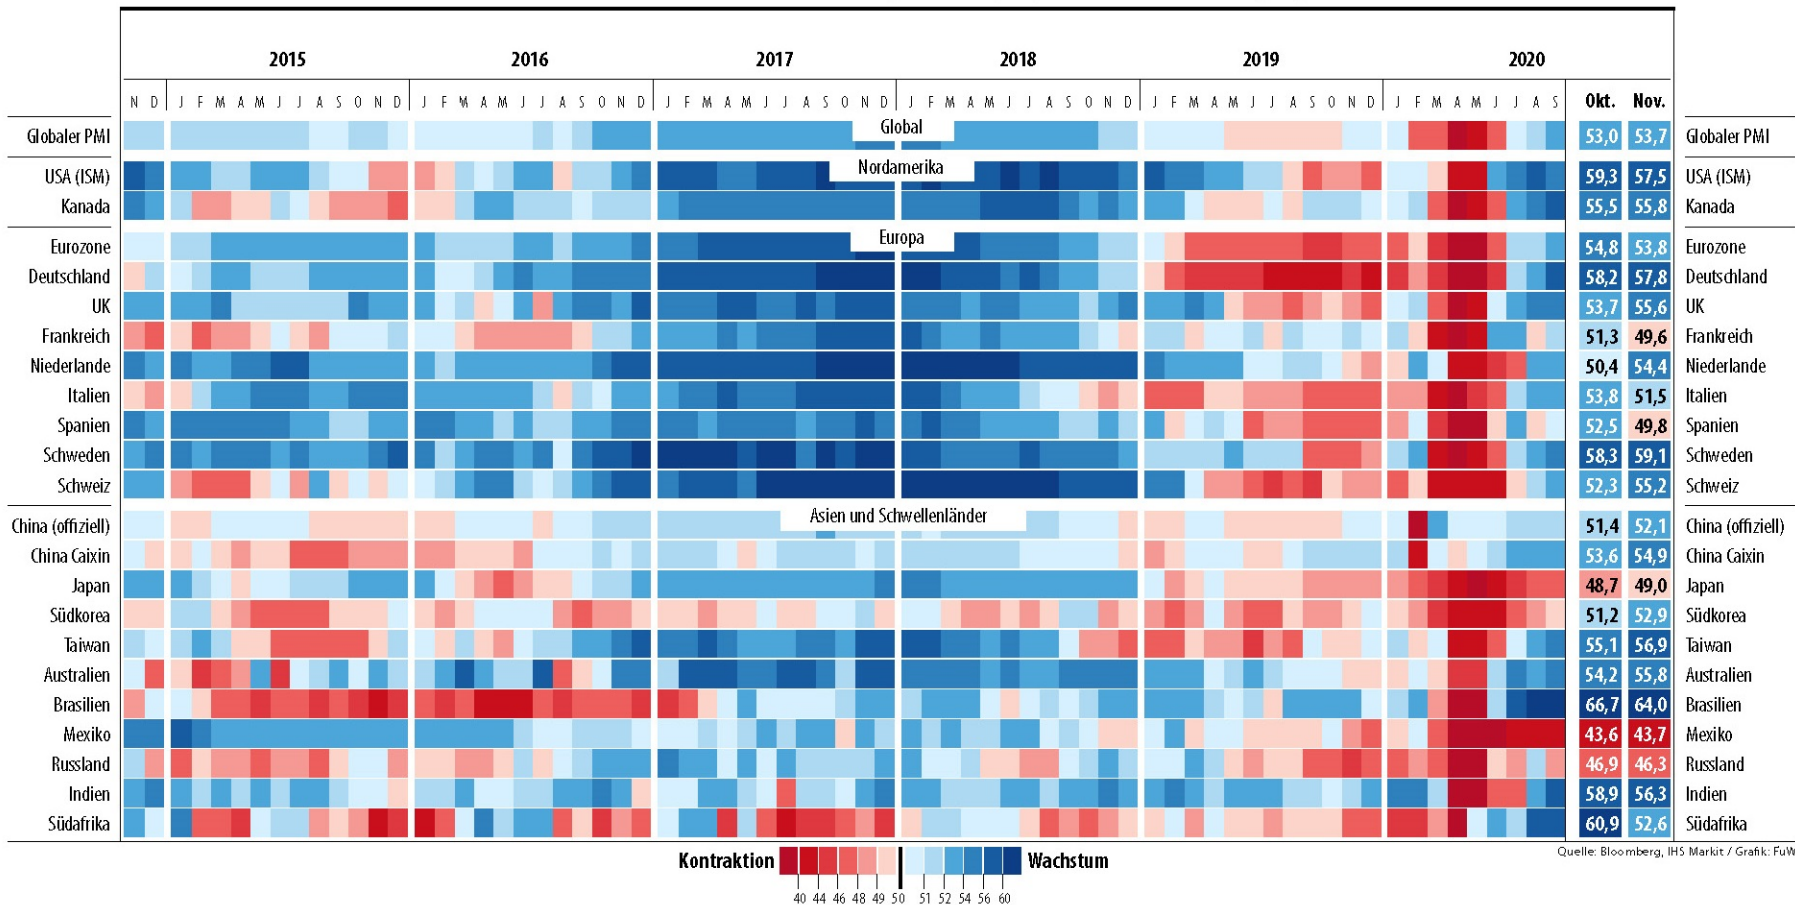 2015 2016 2017 2018 2019 2020
N D J F M A M J J A S O N D J F M A M J J A S O N D J F M A M J J A S O N D J F M A M J J A S O N D J F M A M J J A S O N D J F M A M J J A S Okt. Nov.
Global
Globaler PMI 53,0 53,7 Globaler PMI
Nordamerika
USA (ISM) 59,3 57,5 USA (ISM)
Kanada 55,5 55,8 Kanada
Europa
Eurozone 54,8 53,8 Eurozone
Deutschland 58,2 57,8 Deutschland
UK 53,7 55,6 UK
Frankreich 51,3 49,6 Frankreich
Niederlande 50,4 54,4 Niederlande
Italien 53,8 51,5 Italien
Spanien 52,5 49,8 Spanien
Schweden 58,3 59,1 Schweden
Schweiz 52,3 55,2 Schweiz
Asien und Schwellenländer
China (offiziell) 51,4 52,1 China (offiziell)
China Caixin 53,6 54,9 China Caixin
Japan 48,7 49,0 Japan
Südkorea 51,2 52,9 Südkorea
Taiwan 55,1 56,9 Taiwan
Australien 54,2 55,8 Australien
Brasilien 66,7 64,0 Brasilien
Mexiko 43,6 43,7 Mexiko
Russland 46,9 46,3 Russland
Indien 58,9 56,3 Indien
Südafrika 60,9 52,6 Südafrika
Kontraktion Wachstum
40 44 46 48 49 50 51 52 54 56 60
Quelle: Bloomberg, IHS Markit / Grafik: FuW